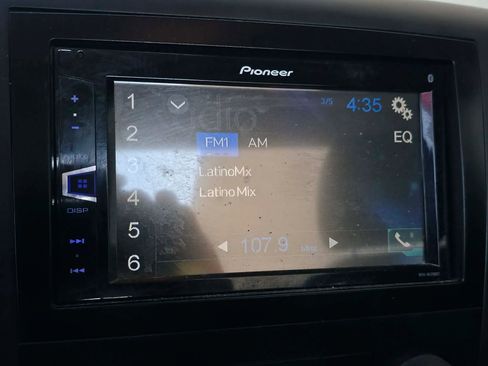 Pioneer
1 3/5 4:35
2 FM1 AM EQ
3 LatinoMx
4 Latino Mix
DISP
5 107.9 MHz
6